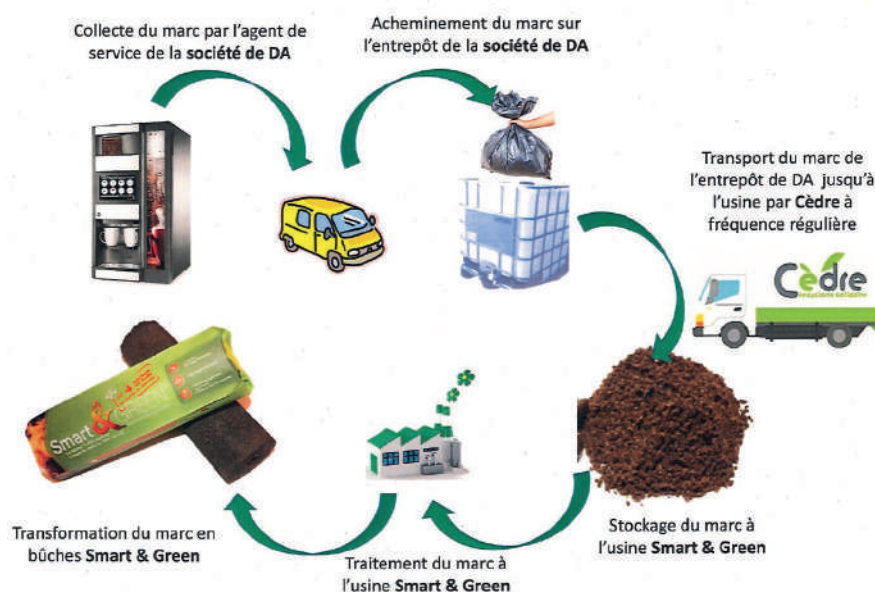 Collecte du marc par l'agent de
service de la société de DA
Acheminement du marc sur
l'entrepôt de la société de DA
Transport du marc de
l'entrepôt de DA jusqu'à
l'usine par Cèdre à
fréquence régulière
Cèdre
Smart & GREEN
Transformation du marc en
bûches Smart & Green
Traitement du marc à
l'usine Smart & Green
Stockage du marc à
l'usine Smart & Green